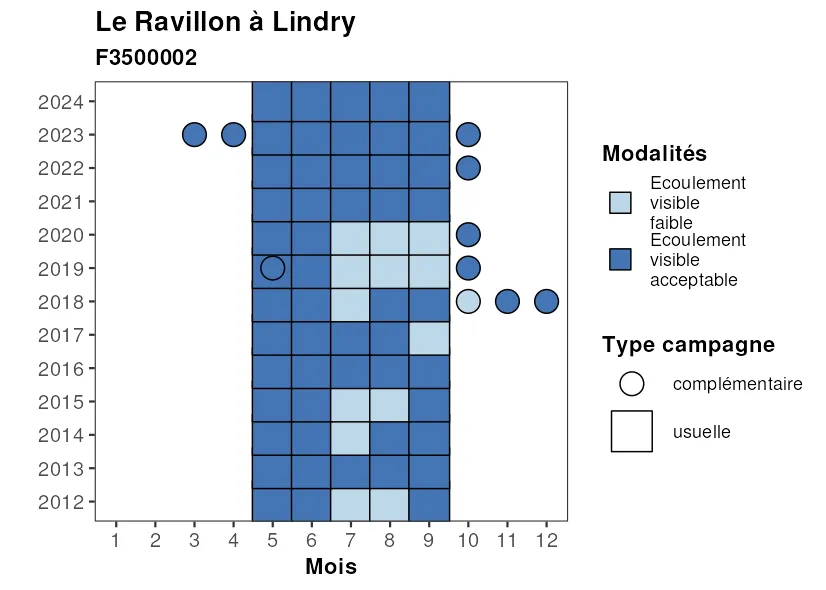 Le Ravillon à Lindry
F3500002
2024
2023
2022
2021
2020
2019
2018
2017
2016
2015
2014
2013
2012
1 2 3 4 5 6 7 8 9 10 11 12
Mois
Modalités
Ecoulement
visible
faible
Ecoulement
visible
acceptable
Type campagne
complémentaire
usuelle